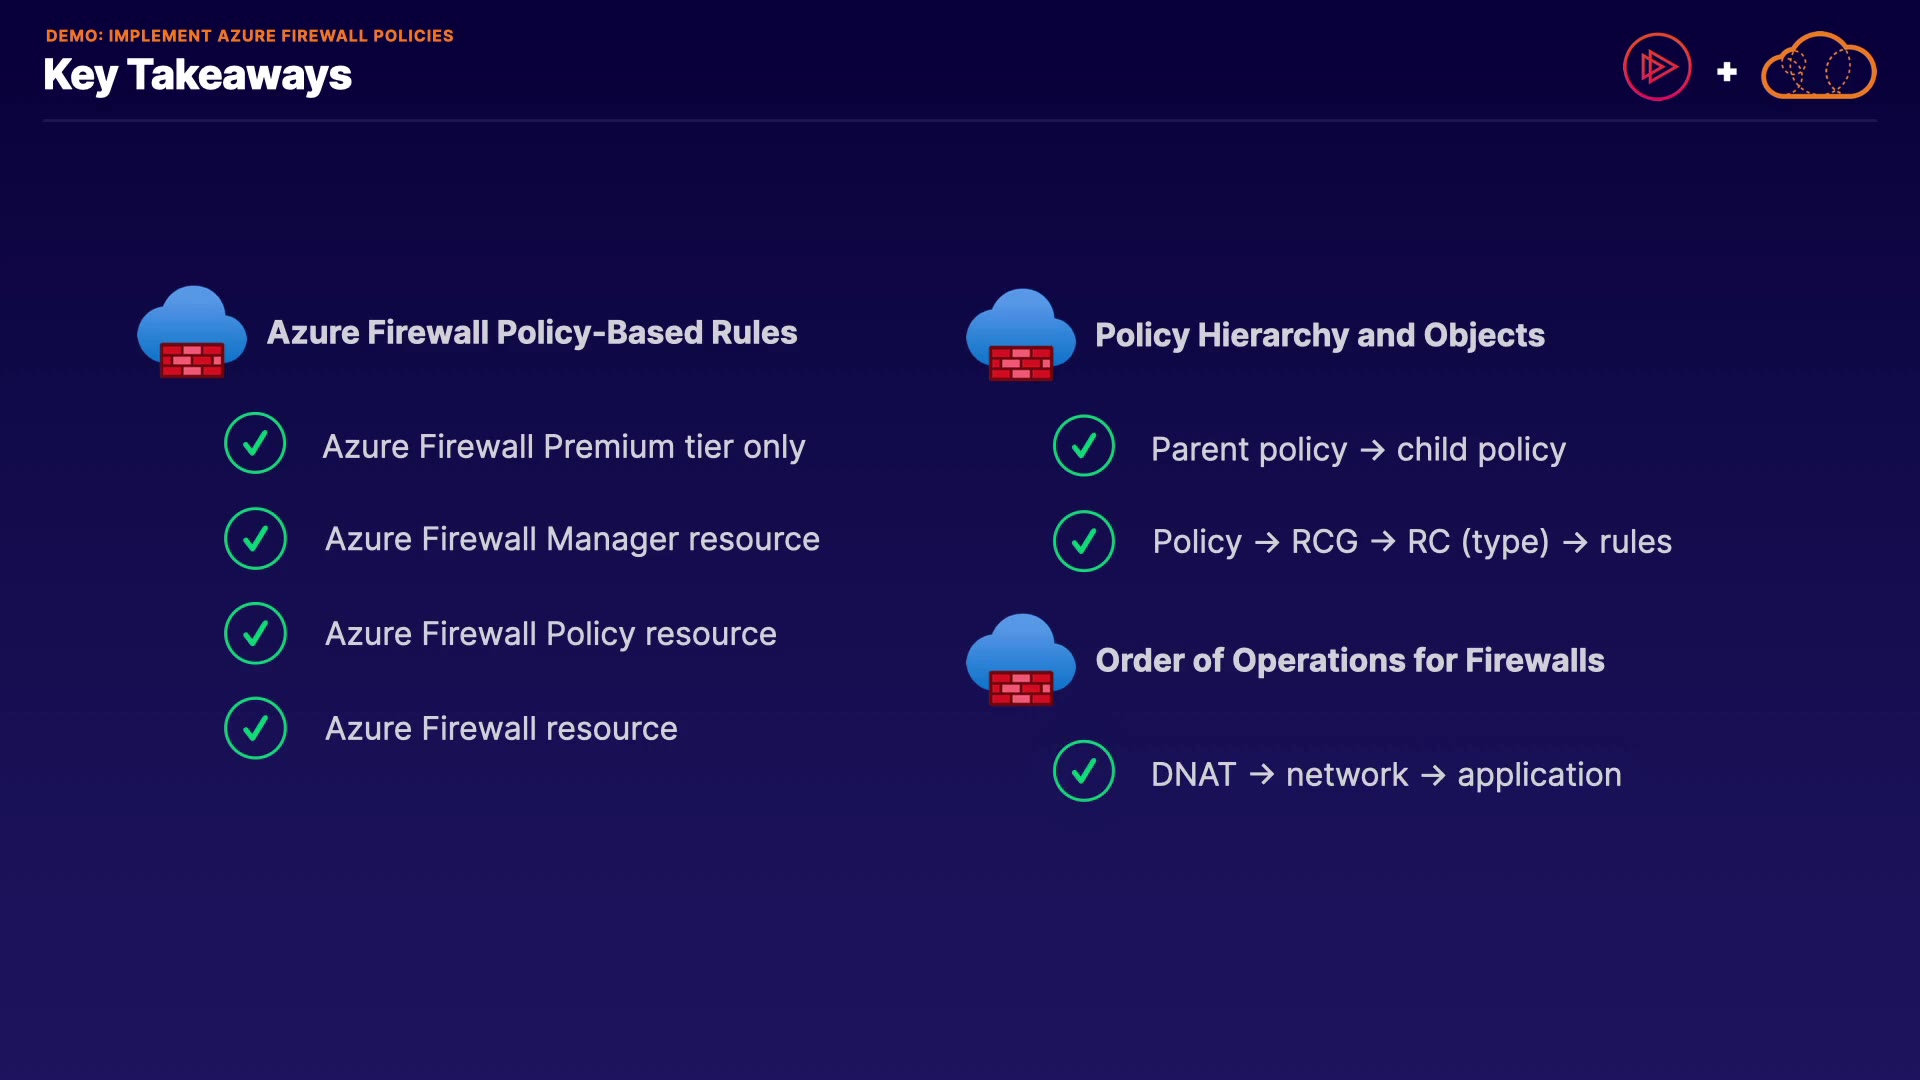 DEMO: IMPLEMENT AZURE FIREWALL POLICIES
Key Takeaways
Azure Firewall Policy-Based Rules
Azure Firewall Premium tier only
Azure Firewall Manager resource
Azure Firewall Policy resource
Azure Firewall resource
Policy Hierarchy and Objects
Parent policy → child policy
Policy → RCG → RC (type) → rules
Order of Operations for Firewalls
DNAT → network → application